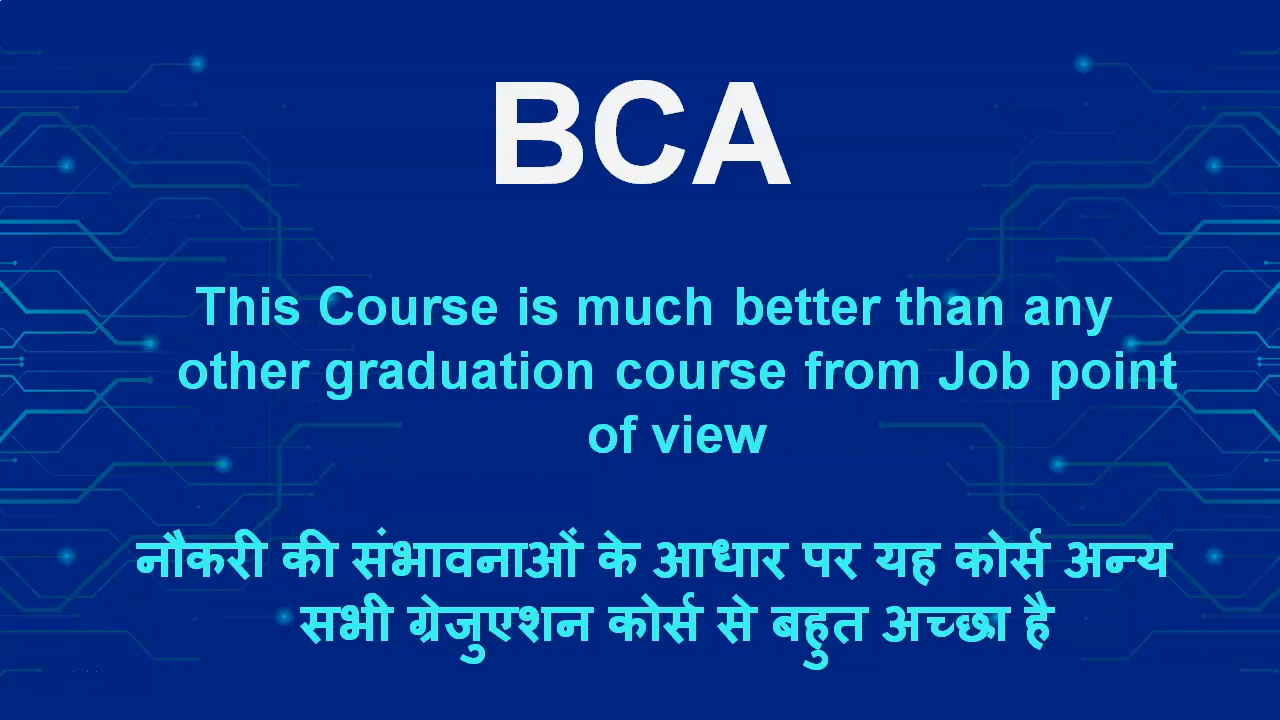 BCA
This Course is much better than any
other graduation course from Job point
of view
नौकरी की संभावनाओं के आधार पर यह कोर्स अन्य
सभी ग्रेजुएशन कोर्स से बहुत अच्छा है